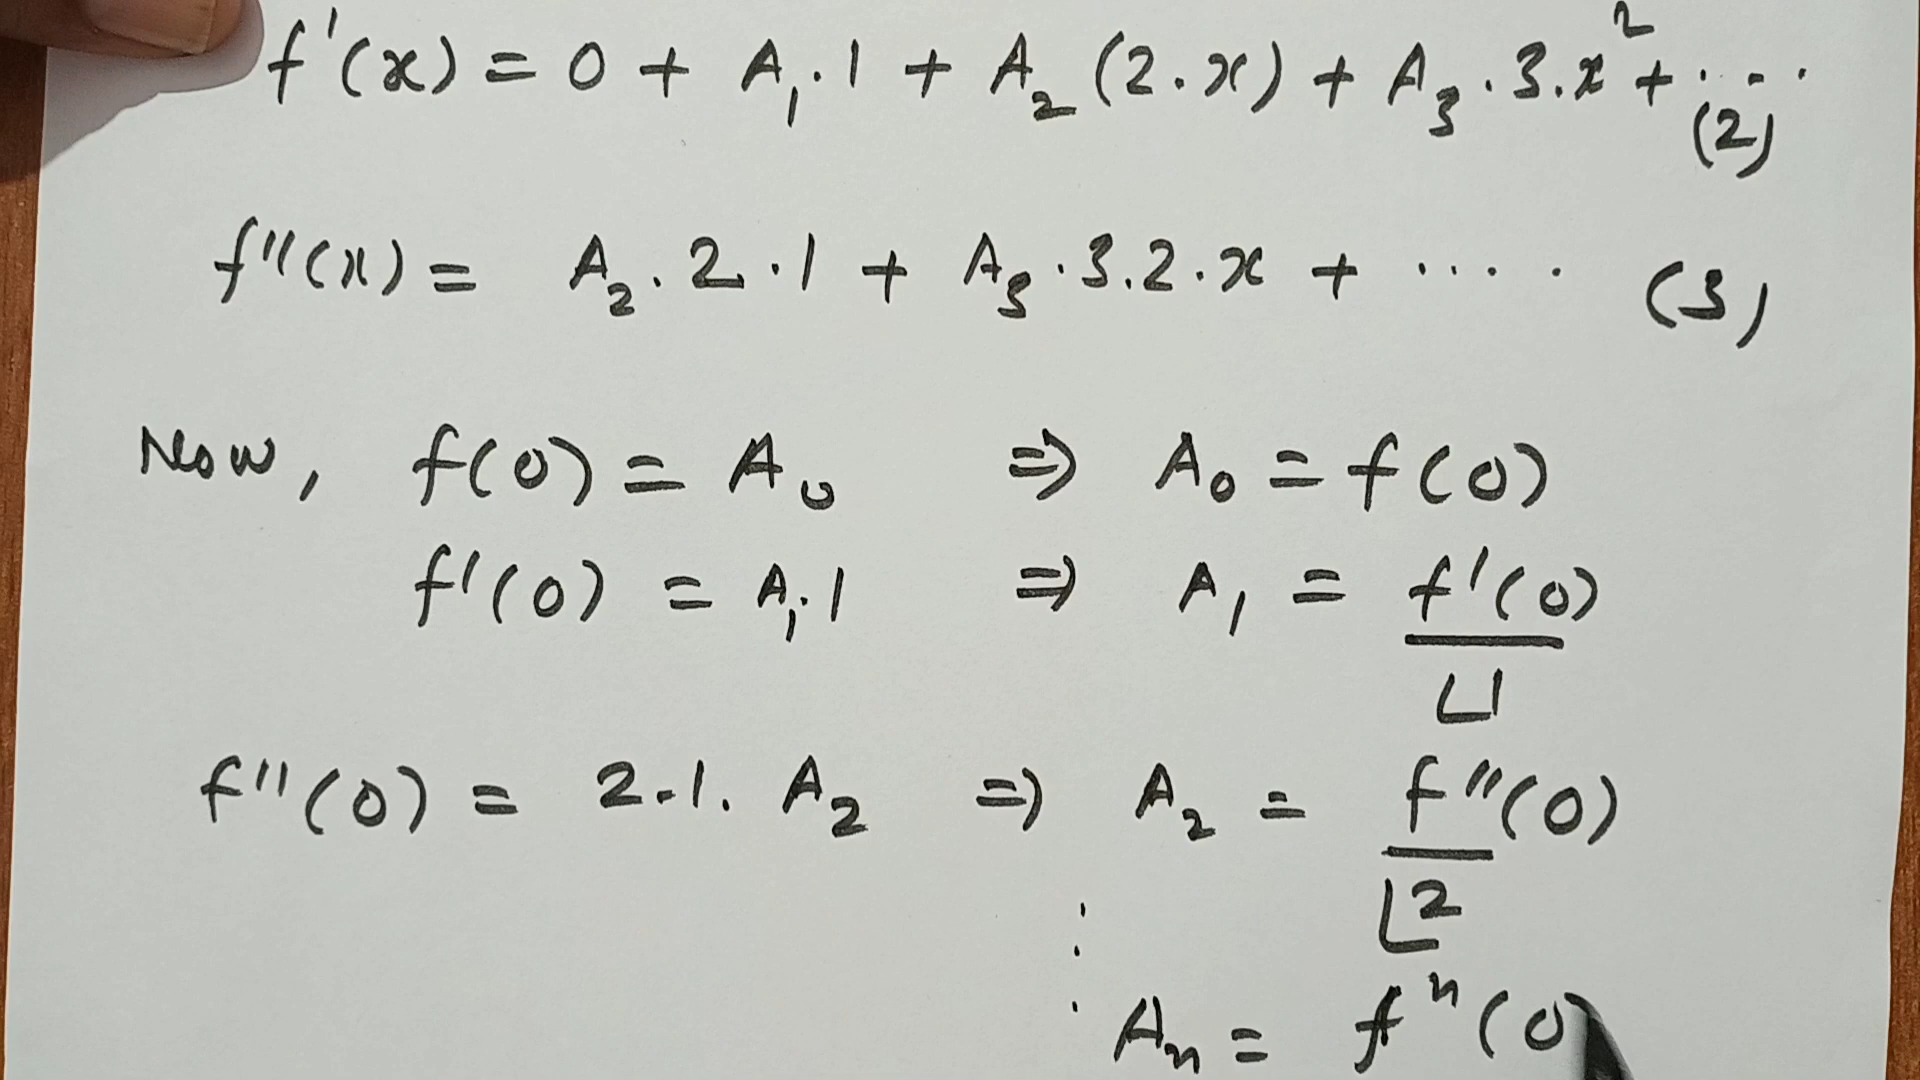 f'(x) = 0 + A₁.1 + A₂ (2.x) + A₃.3.x² + .... (2)
f''(x) = A₂.2.1 + A₃.3.2.x + .... (3)
Now, f(0) = A₀ ⇒ A₀ = f(0)
f'(0) = A₁.1 ⇒ A₁ = f'(0)
∟1
f''(0) = 2.1. A₂ ⇒ A₂ = f''(0)
∟2
⋮
Aₙ = fⁿ(0)